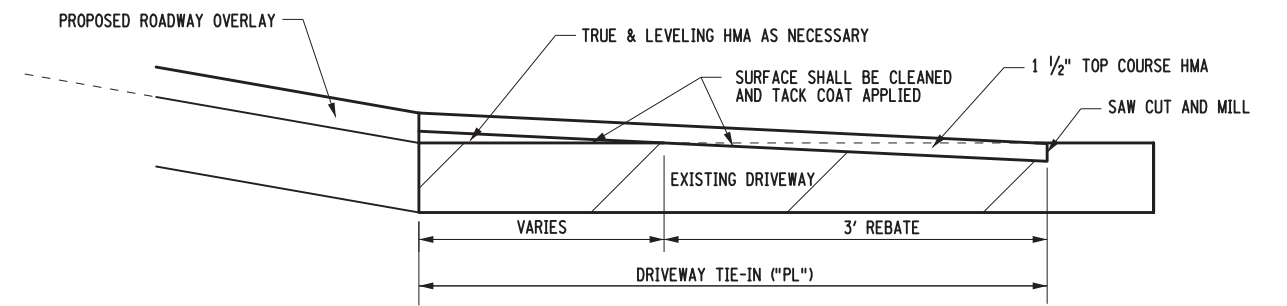 PROPOSED ROADWAY OVERLAY
TRUE & LEVELING HMA AS NECESSARY
SURFACE SHALL BE CLEANED
AND TACK COAT APPLIED
1 ½" TOP COURSE HMA
SAW CUT AND MILL
EXISTING DRIVEWAY
VARIES
3' REBATE
DRIVEWAY TIE-IN ("PL")